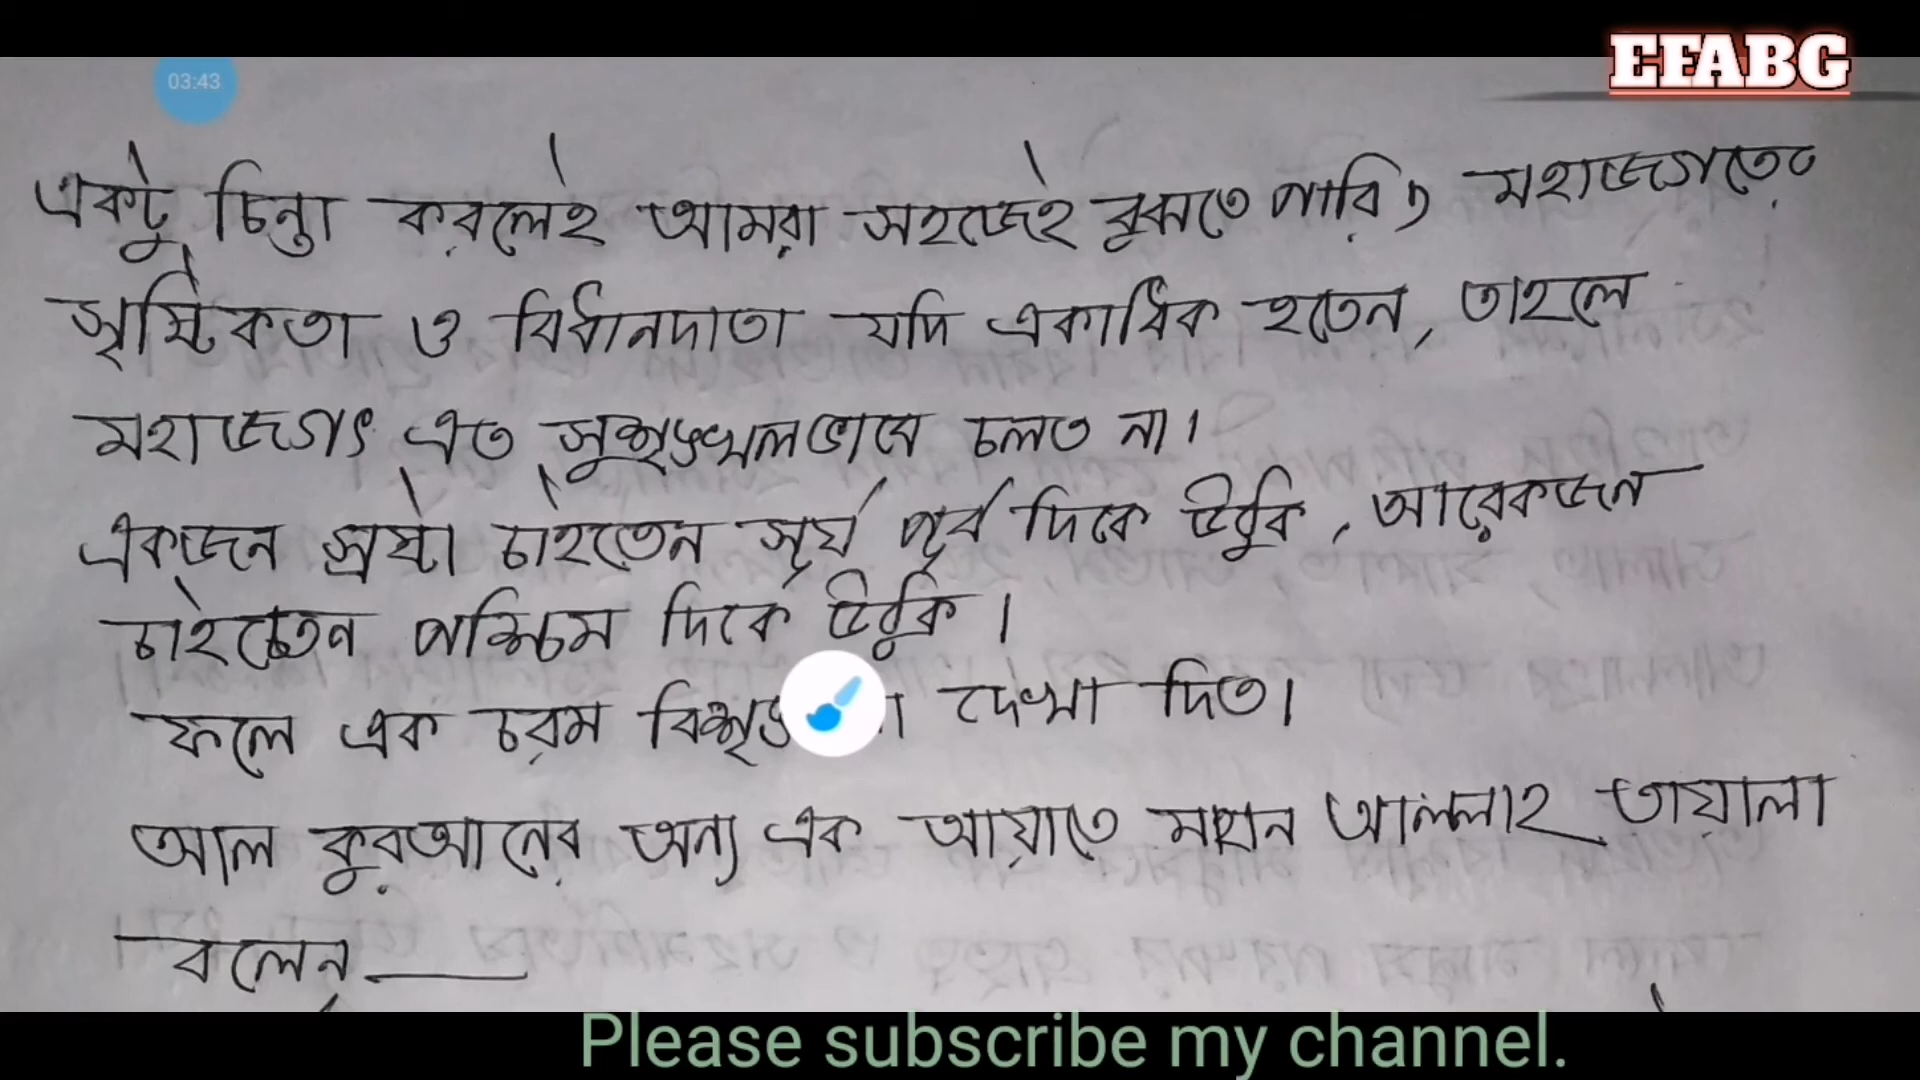 EFABG
03:43
একটু চিন্তা করলেই আমরা সহজেই বুঝতে পারি, মহাজগতের
সৃষ্টিকর্তা ও বিধানদাতা যদি একাধিক হতেন, তাহলে
মহাজগৎ এত সুশৃঙ্খলভাবে চলত না।
একজন স্রষ্টা চাইতেন সূর্য পূর্ব দিকে উঠুক, আরেকজন
চাইতেন পশ্চিম দিকে উঠুক।
ফলে এক চরম দেখা দিত।
আল কুরআনের অন্য এক আয়াতে মহান আল্লাহ তায়ালা
বলেন—
Please subscribe my channel.